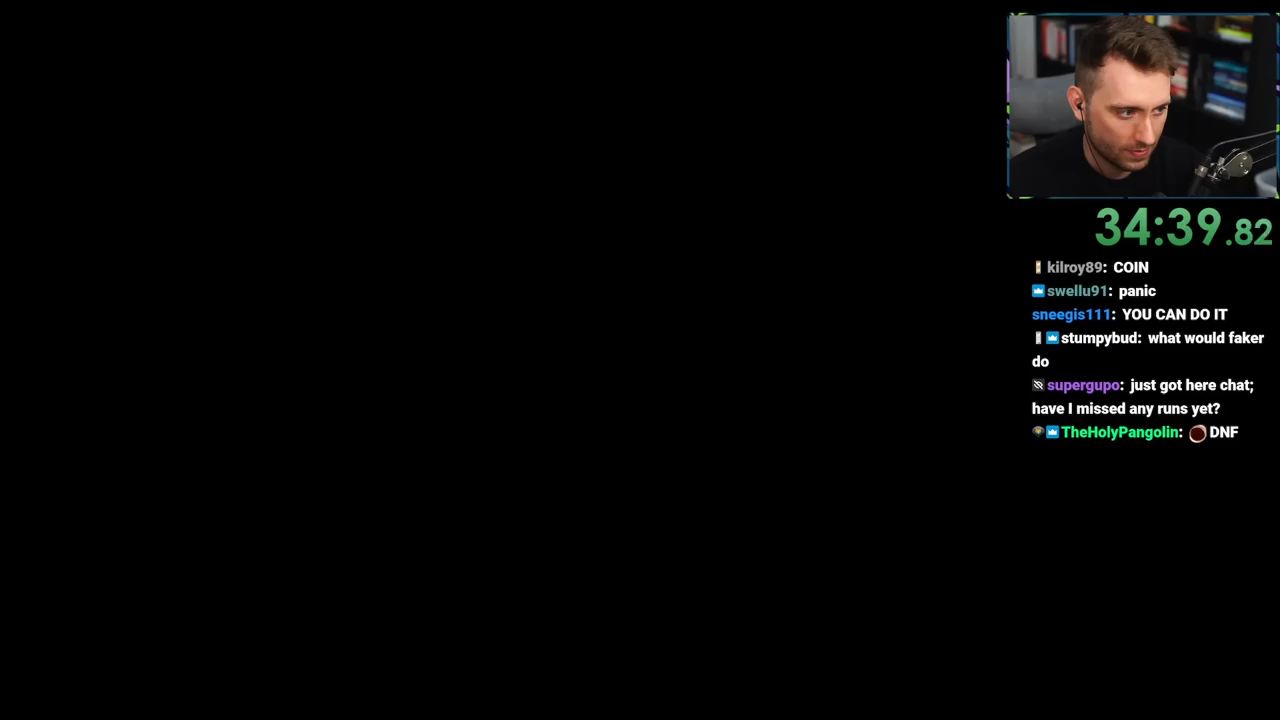 34:39.82
kilroy89: COIN
swellu91: panic
sneegis111: YOU CAN DO IT
stumpybud: what would faker
do
supergupo: just got here chat;
have I missed any runs yet?
TheHolyPangolin: DNF